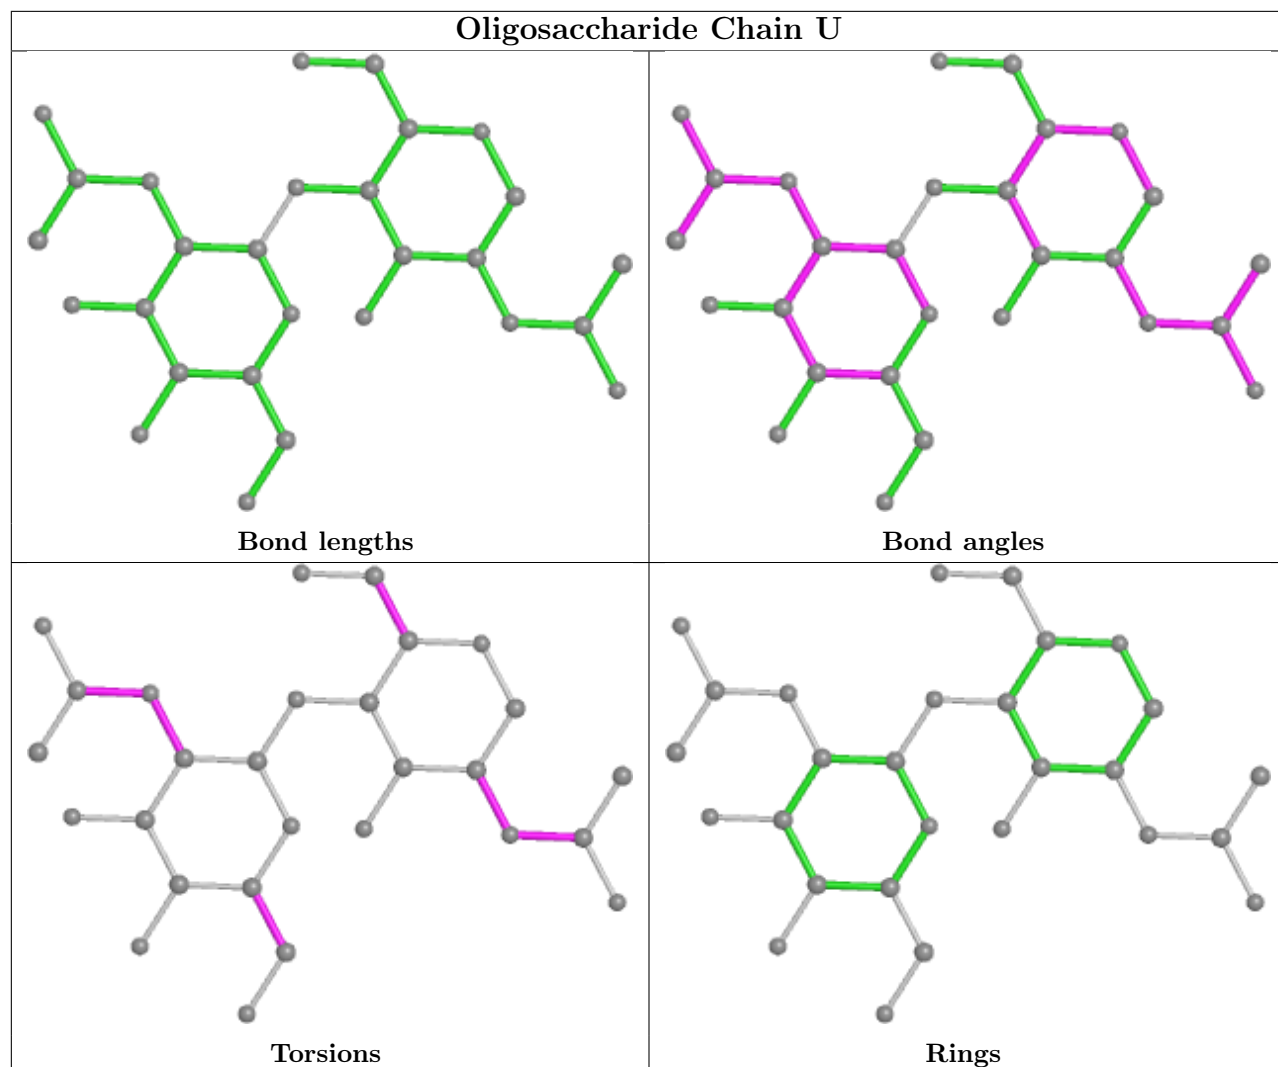 Oligosaccharide Chain U
Bond lengths
Bond angles
Torsions
Rings